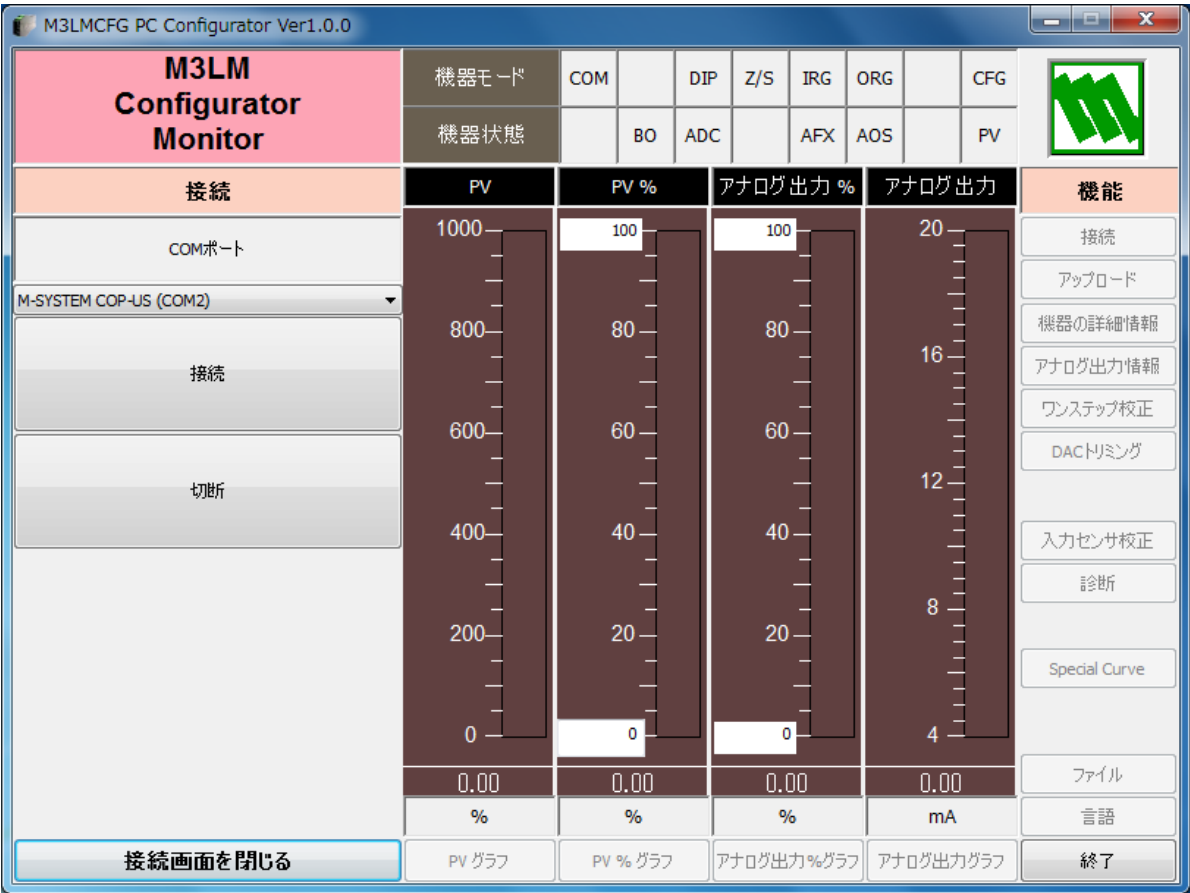 M3LMCFG PC Configurator Ver1.0.0
M3LM
Configurator
Monitor
機器モード
COM
DIP
Z/S
IRG
ORG
CFG
機器状態
BO
ADC
AFX
AOS
PV
接続
COMポート
M-SYSTEM COP-US (COM2)
接続
切断
接続画面を閉じる
PV
1000
800
600
400
200
0
0.00
%
PV グラフ
PV %
100
80
60
40
20
0
0.00
%
PV % グラフ
アナログ出力 %
100
80
60
40
20
0
0.00
%
アナログ出力%グラフ
アナログ出力
20
16
12
8
4
0.00
mA
アナログ出力グラフ
機能
接続
アップロード
機器の詳細情報
アナログ出力情報
ワンステップ校正
DACトリミング
入力センサ校正
診断
Special Curve
ファイル
言語
終了